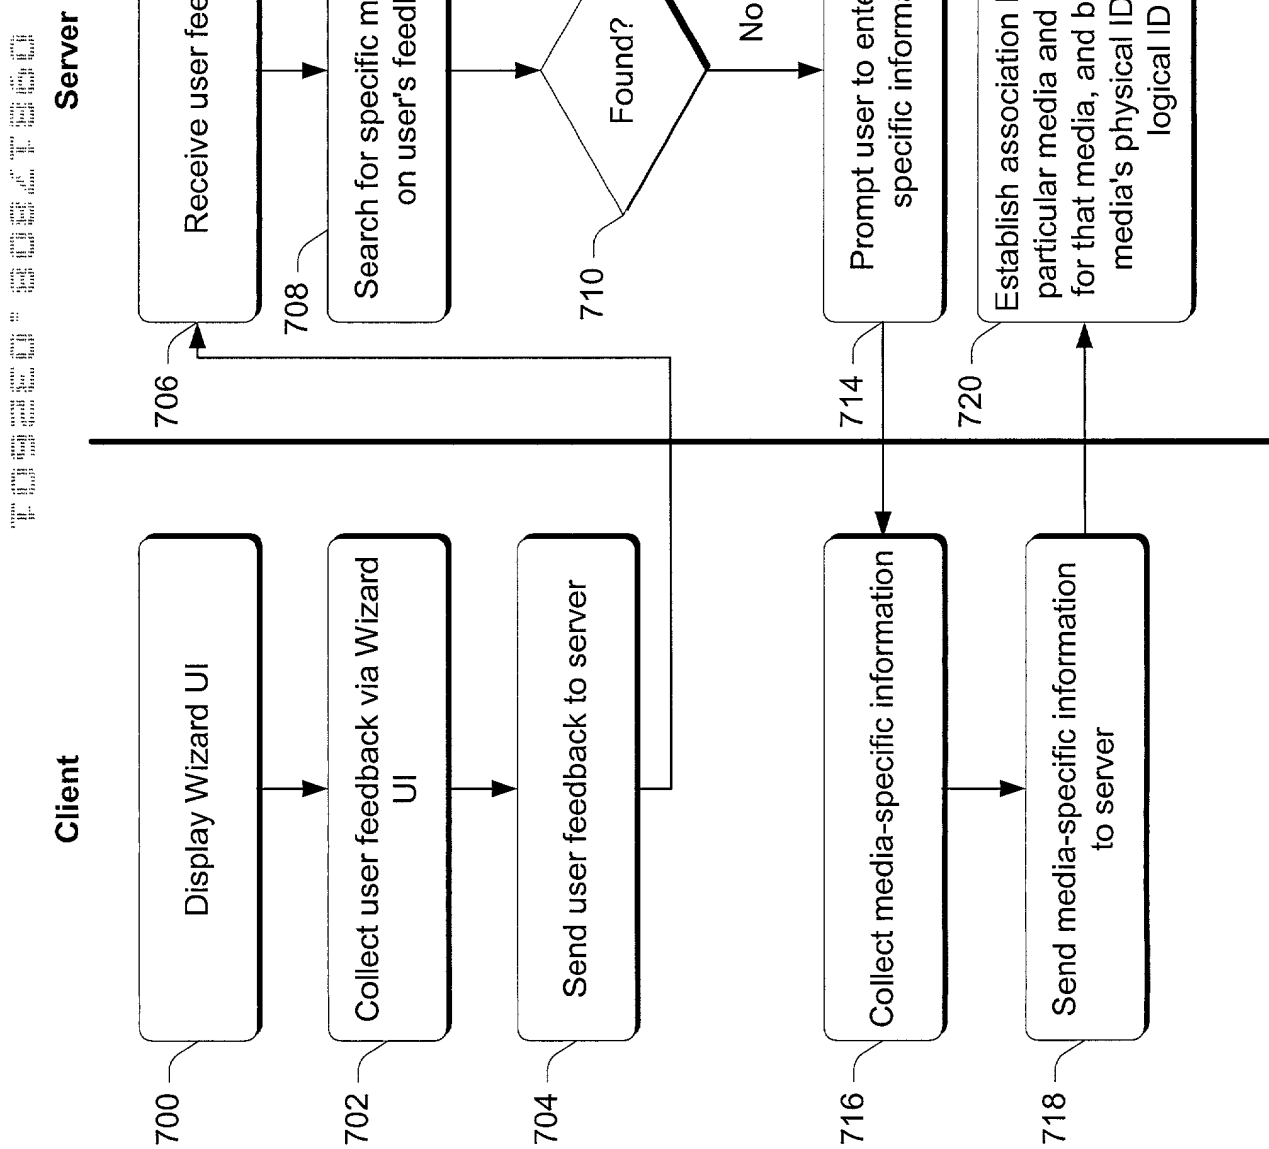 Client
Server
700
Display Wizard UI
702
Collect user feedback via Wizard
UI
704
Send user feedback to server
706
Receive user fee
708
Search for specific m
on user's feedb
710
Found?
No
714
Prompt user to ente
specific informa
716
Collect media-specific information
718
Send media-specific information
to server
720
Establish association
particular media and
for that media, and b
media's physical ID
logical ID